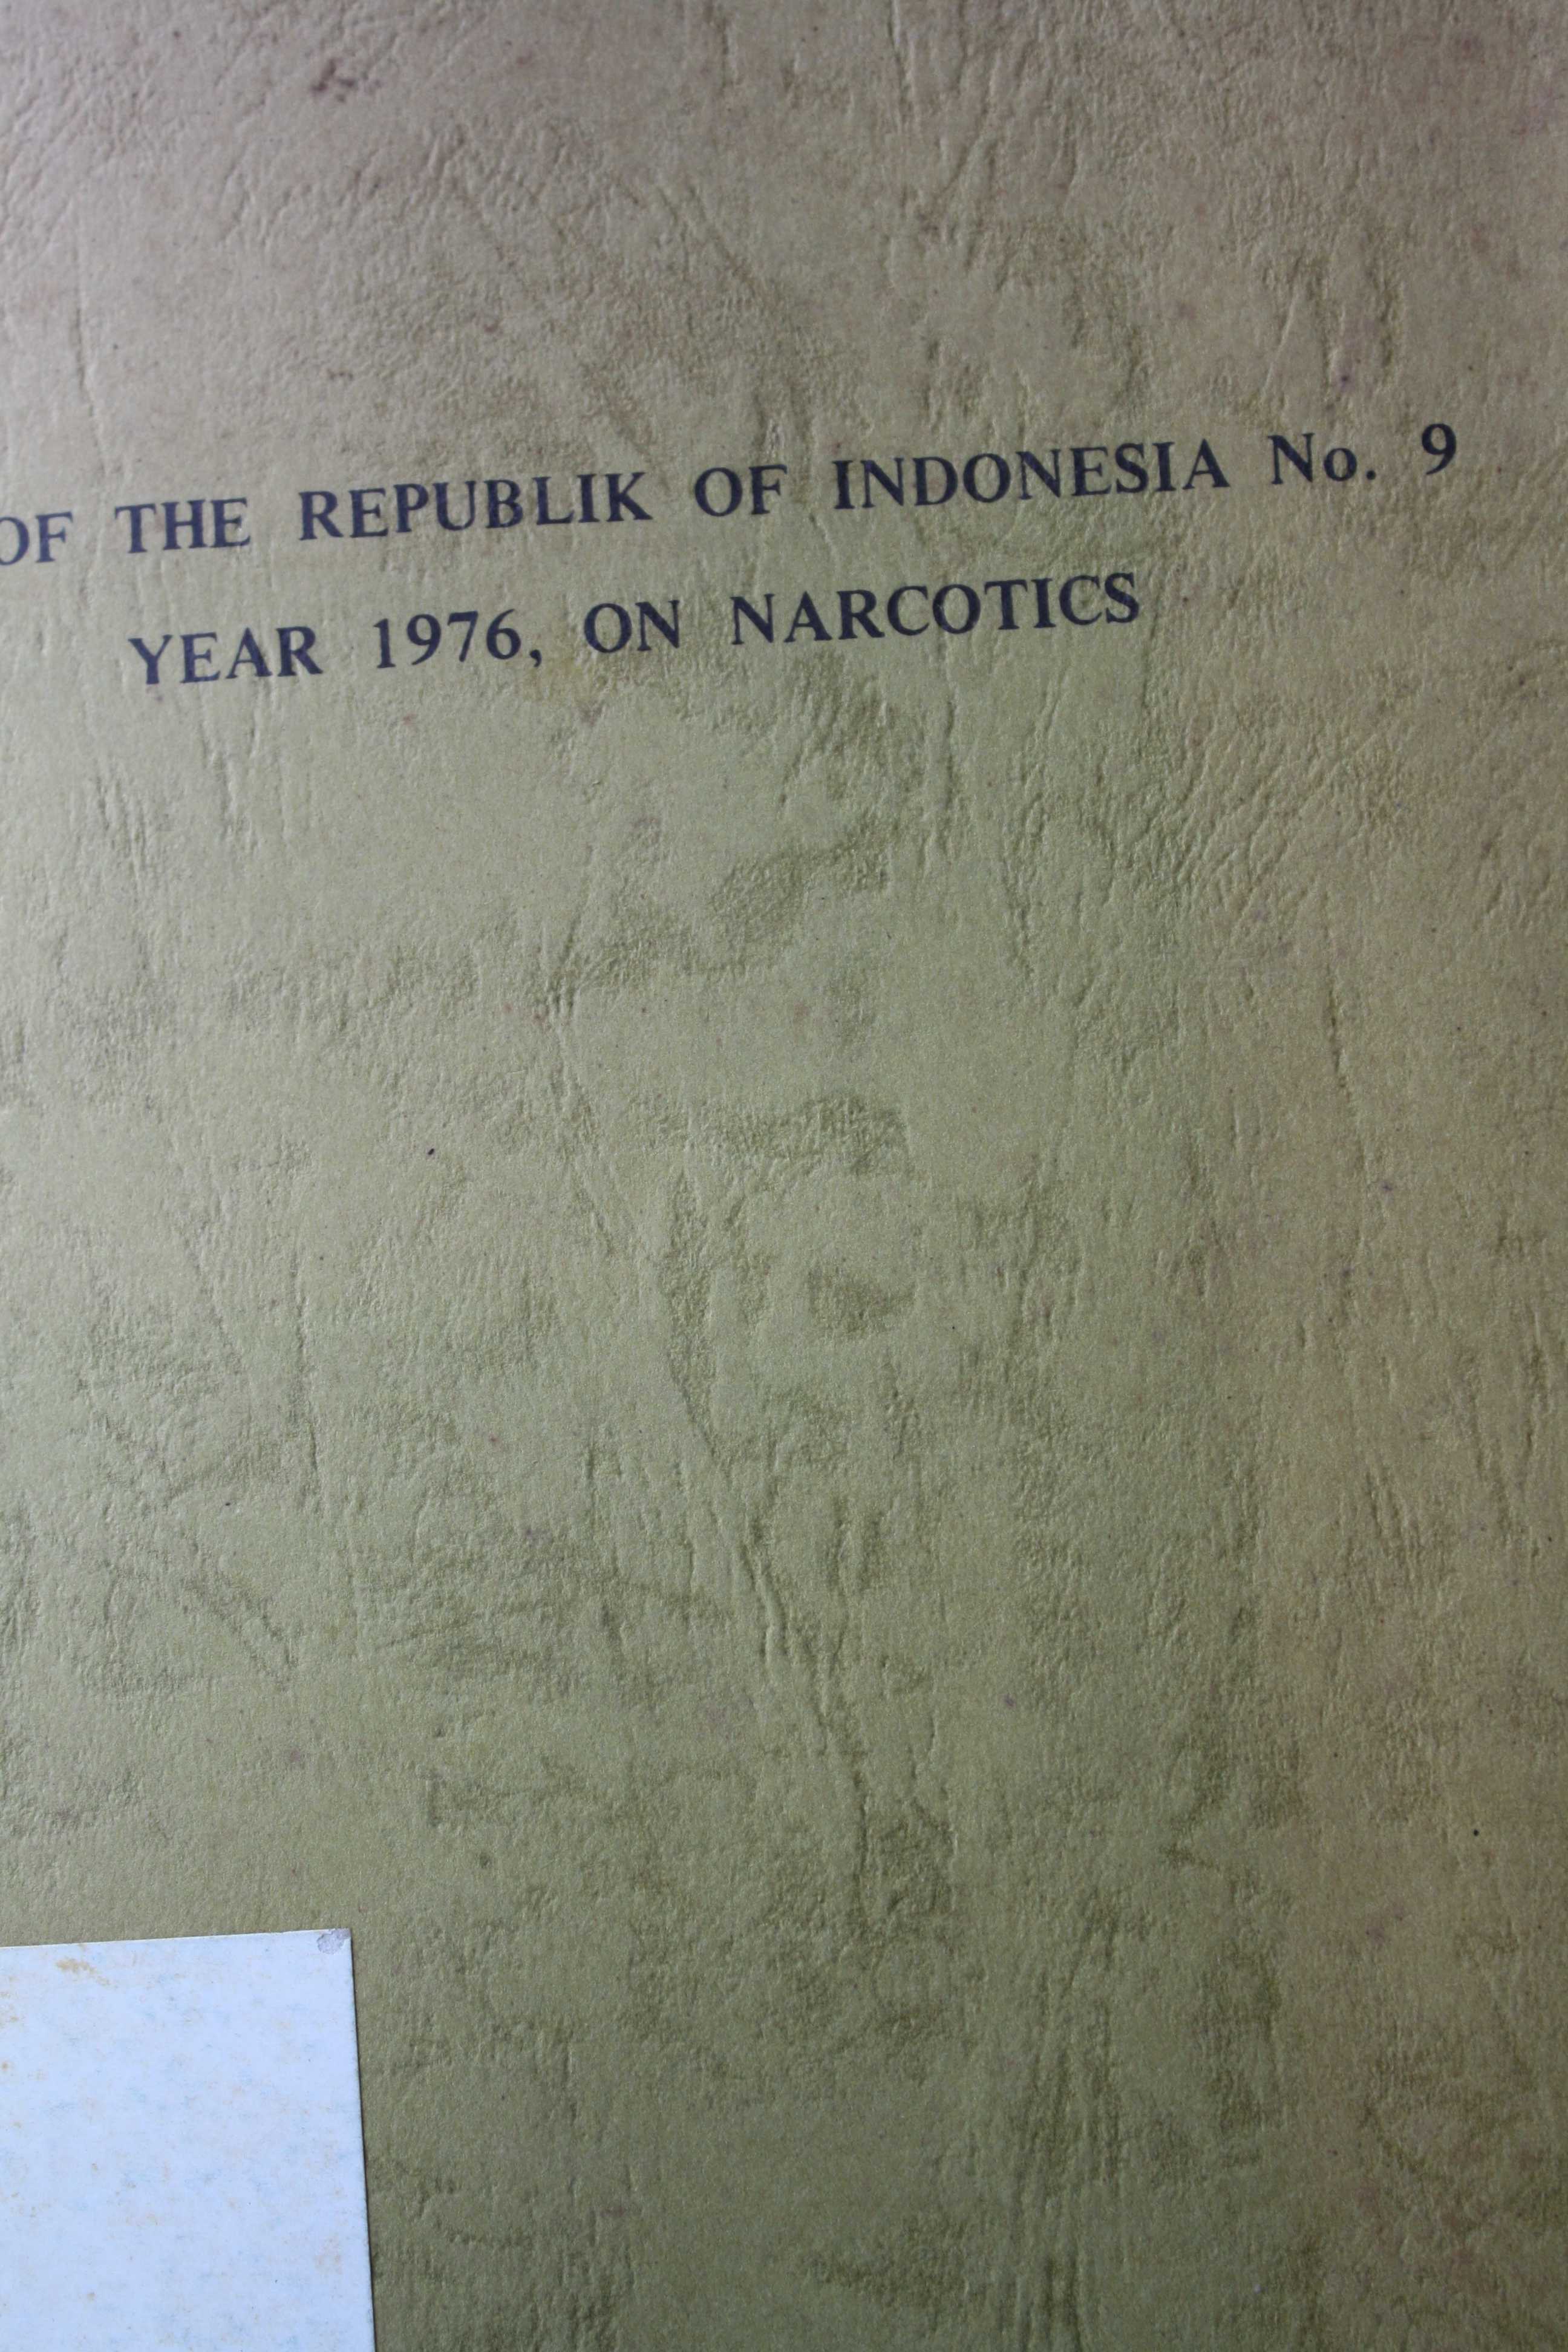 OF THE REPUBLIK OF INDONESIA No. 9
YEAR 1976, ON NARCOTICS